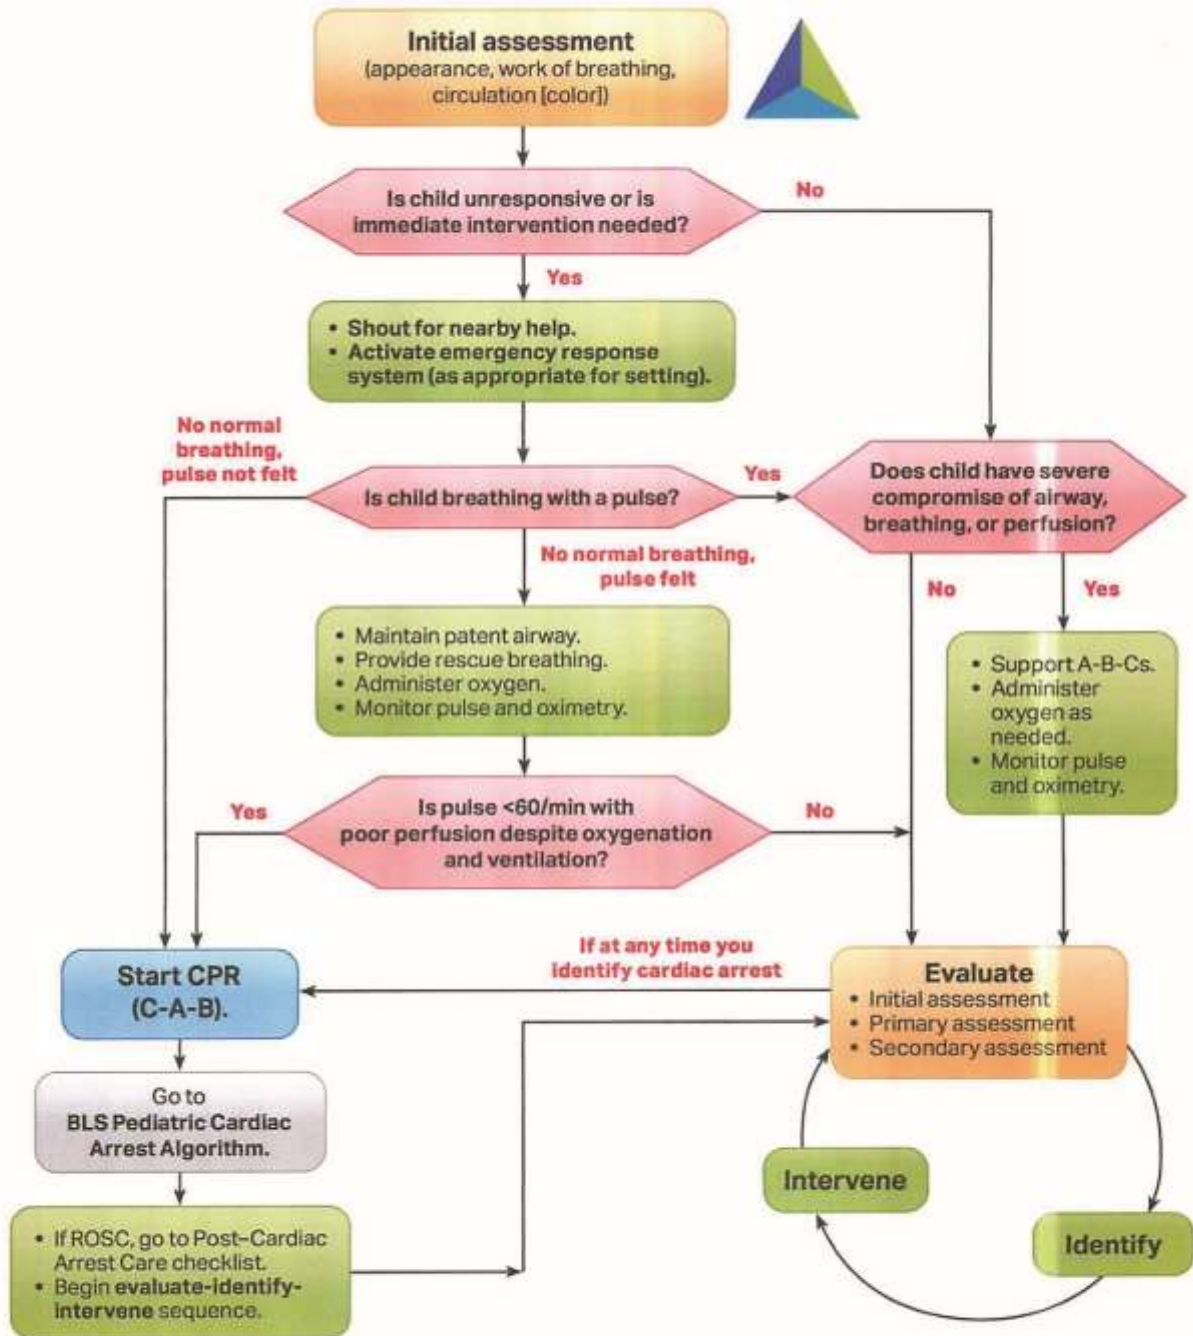 Initial assessment
(appearance, work of breathing,
circulation [color])
Is child unresponsive or is
immediate intervention needed?
No
Yes
• Shout for nearby help.
• Activate emergency response
system (as appropriate for setting).
No normal
breathing,
pulse not felt
Is child breathing with a pulse?
Yes
Does child have severe
compromise of airway,
breathing, or perfusion?
No normal breathing,
pulse felt
No
Yes
• Maintain patent airway.
• Provide rescue breathing.
• Administer oxygen.
• Monitor pulse and oximetry.
• Support A-B-Cs.
• Administer
oxygen as
needed.
• Monitor pulse
and oximetry.
Yes
Is pulse <60/min with
poor perfusion despite oxygenation
and ventilation?
No
If at any time you
identify cardiac arrest
Start CPR
(C-A-B).
Evaluate
• Initial assessment
• Primary assessment
• Secondary assessment
Go to
BLS Pediatric Cardiac
Arrest Algorithm.
Intervene
Identify
• If ROSC, go to Post–Cardiac
Arrest Care checklist.
• Begin evaluate-identify-
intervene sequence.